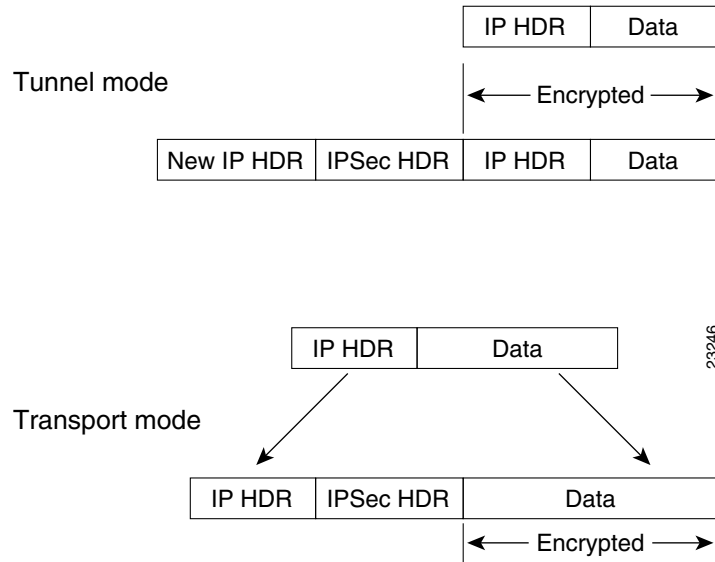 IP HDR Data
Tunnel mode
Encrypted
New IP HDR IPSec HDR IP HDR Data
IP HDR Data
23246
Transport mode
IP HDR IPSec HDR Data
Encrypted